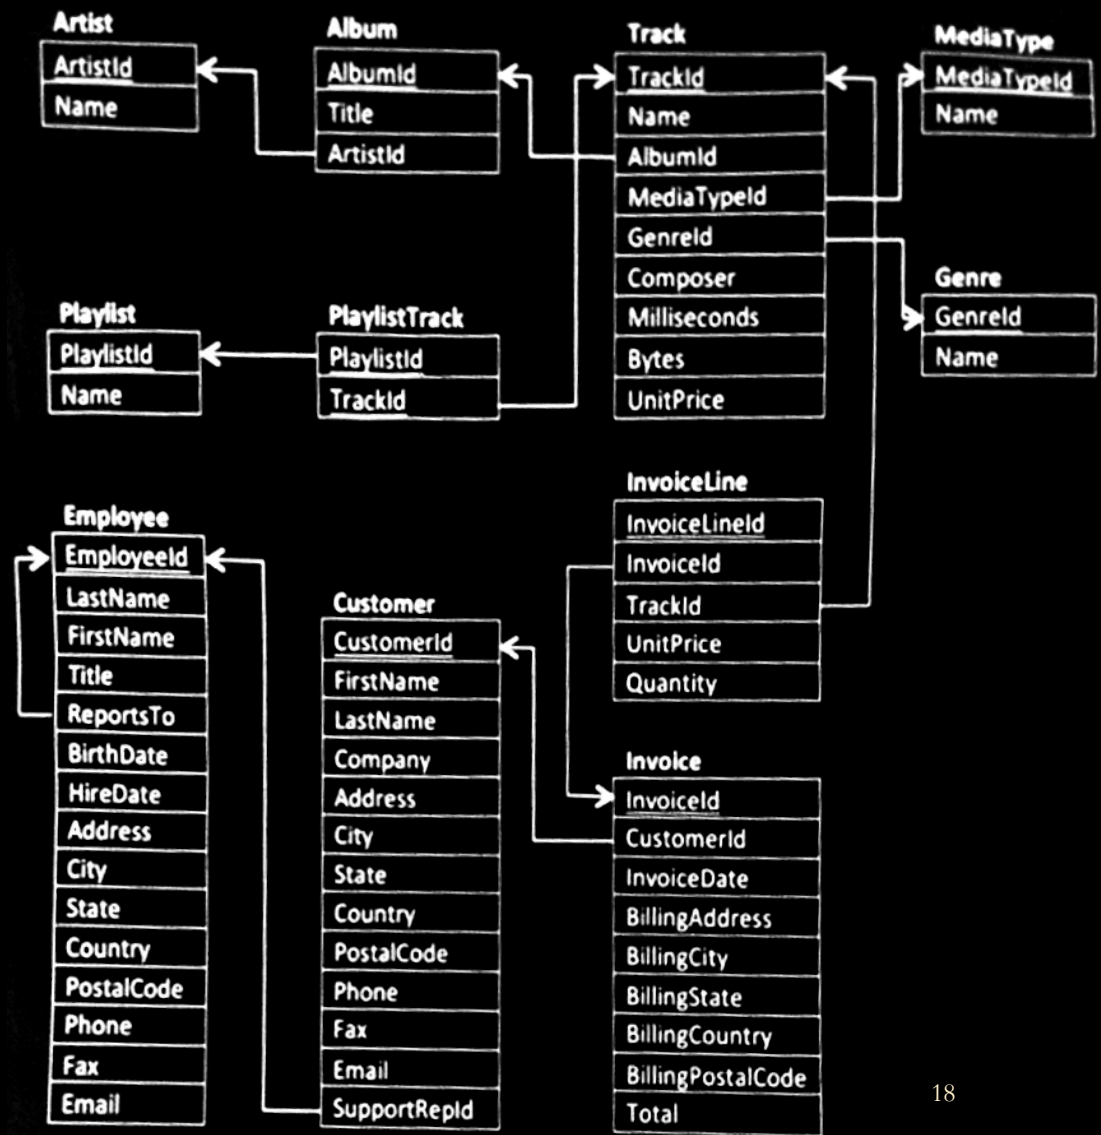 Artist
ArtistId
Name
Album
AlbumId
Title
ArtistId
Track
TrackId
Name
AlbumId
MediaTypeId
GenreId
Composer
Milliseconds
Bytes
UnitPrice
MediaType
MediaTypeId
Name
Genre
GenreId
Name
Playlist
PlaylistId
Name
PlaylistTrack
PlaylistId
TrackId
Employee
EmployeeId
LastName
FirstName
Title
ReportsTo
BirthDate
HireDate
Address
City
State
Country
PostalCode
Phone
Fax
Email
Customer
CustomerId
FirstName
LastName
Company
Address
City
State
Country
PostalCode
Phone
Fax
Email
SupportRepId
InvoiceLine
InvoiceLineId
InvoiceId
TrackId
UnitPrice
Quantity
Invoice
InvoiceId
CustomerId
InvoiceDate
BillingAddress
BillingCity
BillingState
BillingCountry
BillingPostalCode
Total
18